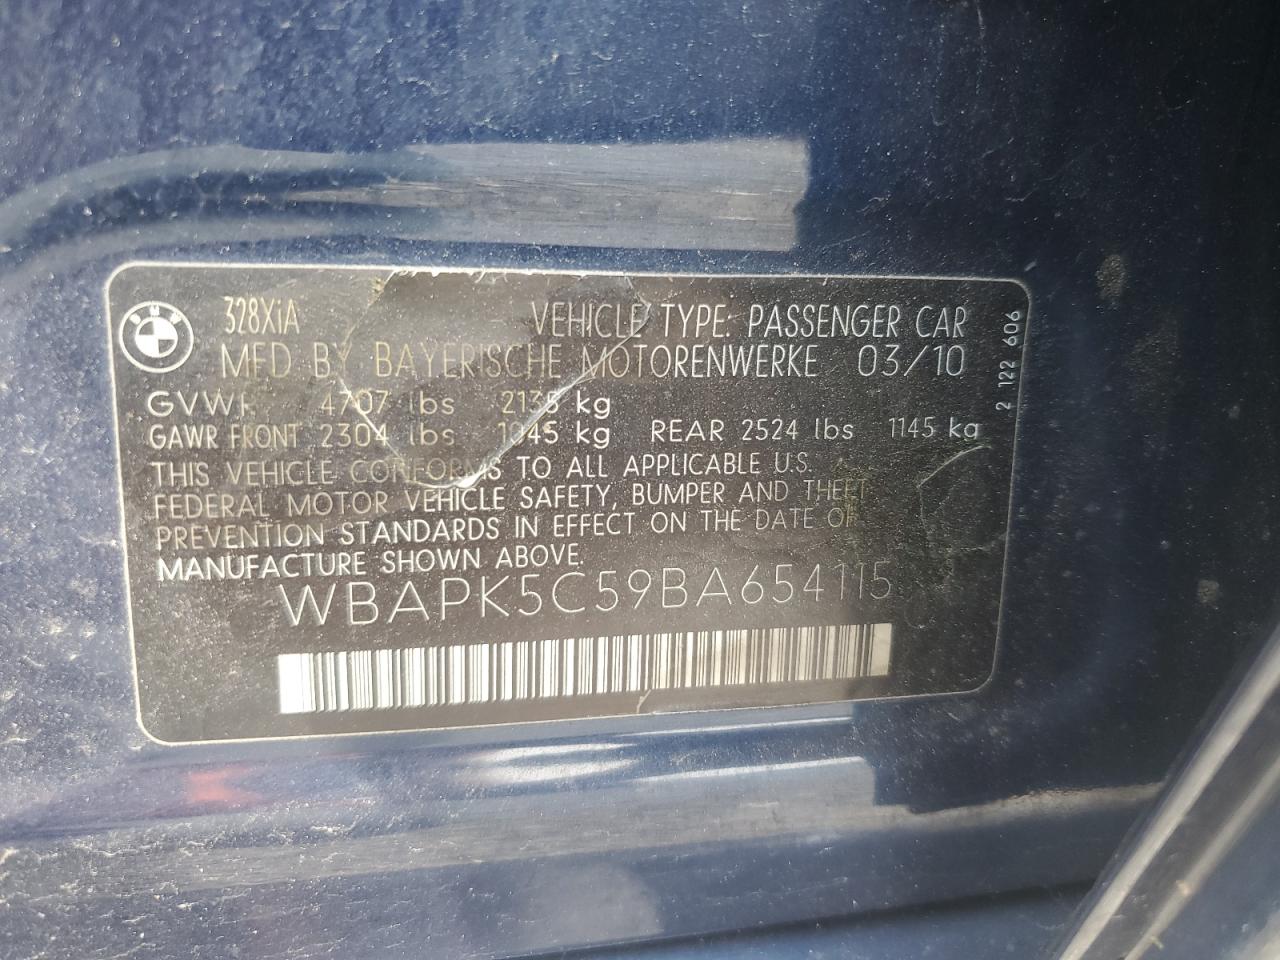 BMW
328XiA VEHICLE TYPE: PASSENGER CAR
MFD BY BAYERISCHE MOTORENWERKE 03/10
GVWR 4707 lbs 2135 kg
GAWR FRONT 2304 lbs 1045 kg REAR 2524 lbs 1145 kg
THIS VEHICLE CONFORMS TO ALL APPLICABLE U.S.
FEDERAL MOTOR VEHICLE SAFETY, BUMPER AND THEFT
PREVENTION STANDARDS IN EFFECT ON THE DATE OF
MANUFACTURE SHOWN ABOVE.
WBAPK5C59BA654115
2 122 606